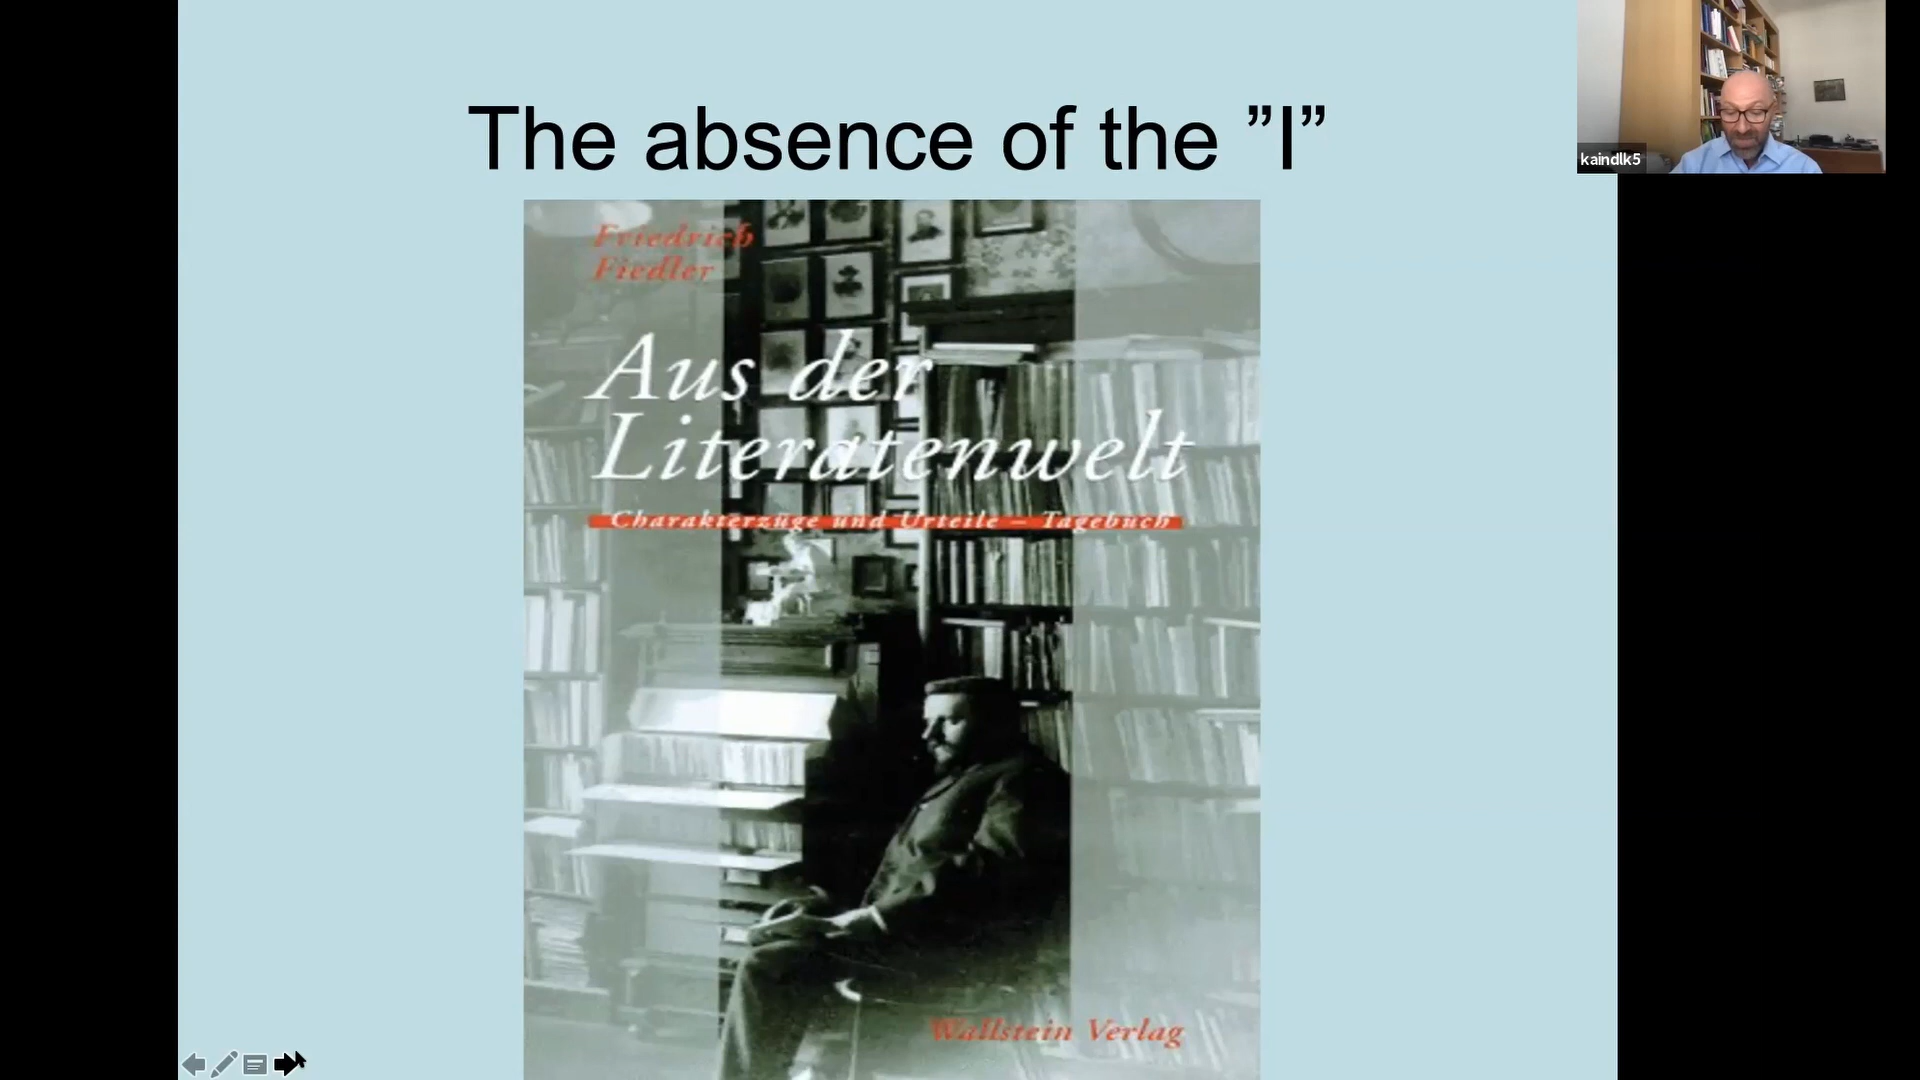 The absence of the ”I”
kaindlk5
Friedrich
Fiedler
Aus der
Literatenwelt
Charakterzüge und Urteile – Tagebuch
Wallstein Verlag